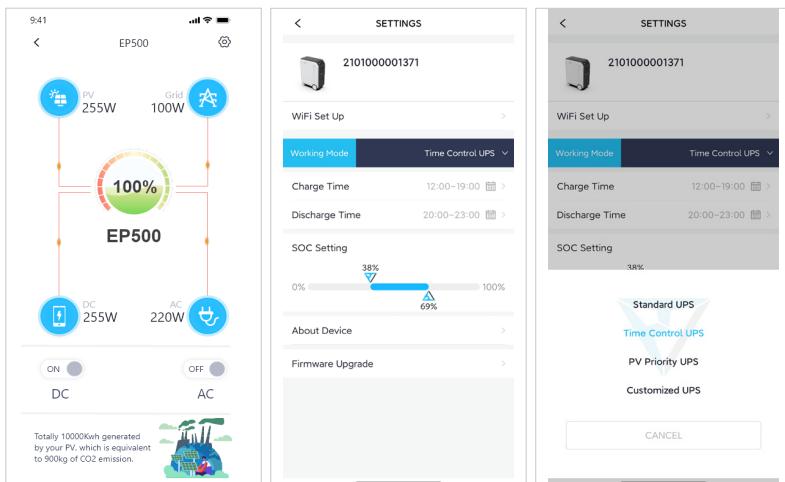 9:41
EP500
PV
255W
Grid
100W
100%
EP500
DC
255W
AC
220W
ON
OFF
DC
AC
Totally 10000Kwh generated
by your PV, which is equivalent
to 900kg of CO2 emission.
SETTINGS
2101000001371
WiFi Set Up
Working Mode
Time Control UPS
Charge Time
12:00~19:00
Discharge Time
20:00~23:00
SOC Setting
38%
0%
100%
69%
About Device
Firmware Upgrade
SETTINGS
2101000001371
WiFi Set Up
Working Mode
Time Control UPS
Charge Time
12:00~19:00
Discharge Time
20:00~23:00
SOC Setting
38%
Standard UPS
Time Control UPS
PV Priority UPS
Customized UPS
CANCEL